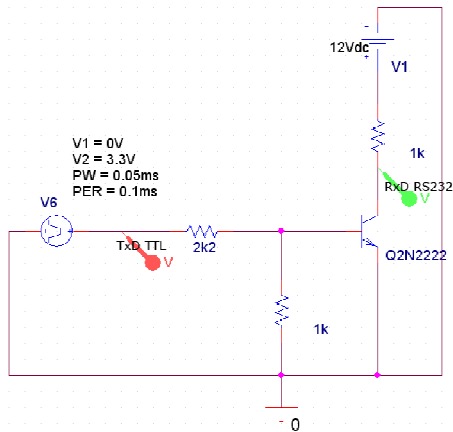 12Vdc
-
+
V1
1k
RxD RS232
V
V1 = 0V
V2 = 3.3V
PW = 0.05ms
PER = 0.1ms
V6
TxD TTL
V
2k2
Q2N2222
1k
0